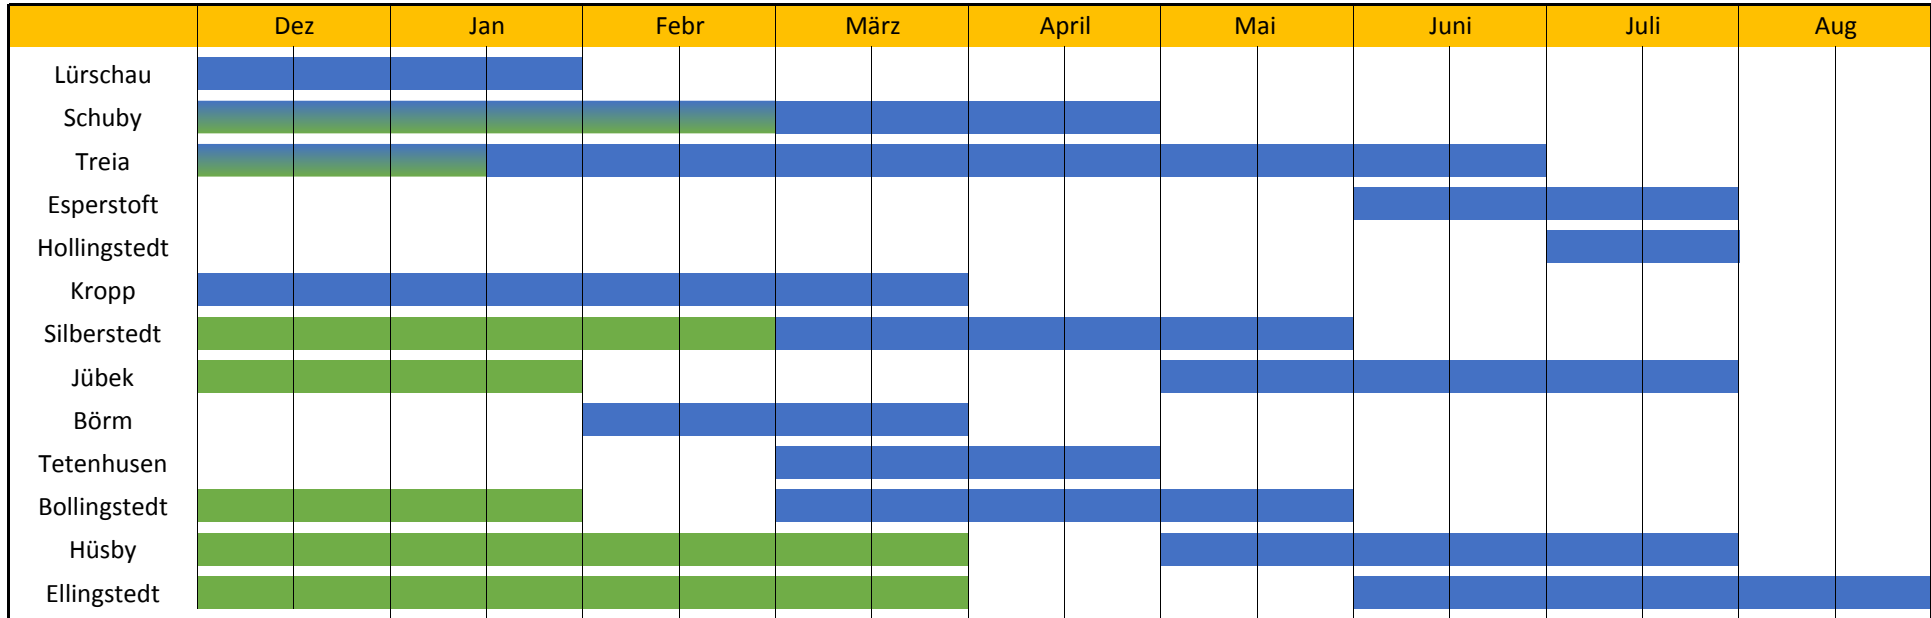 Dez Jan Febr März April Mai Juni Juli Aug
Lürschau
Schuby
Treia
Esperstoft
Hollingstedt
Kropp
Silberstedt
Jübek
Börm
Tetenhusen
Bollingstedt
Hüsby
Ellingstedt